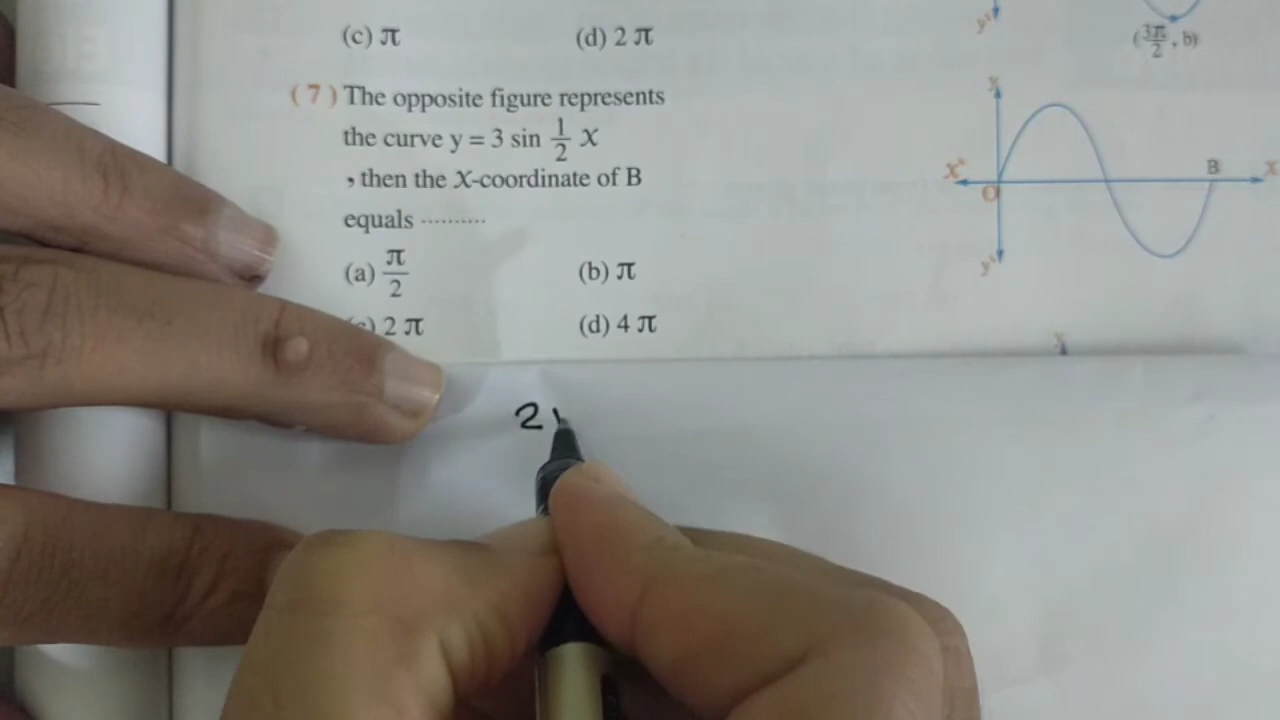 (c) π (d) 2 π
(3π/2 , b)
(7) The opposite figure represents
the curve y = 3 sin 1/2 X
, then the X-coordinate of B
equals ··········
(a) π/2 (b) π
2 π (d) 4 π
y
X` O B X
y`
2